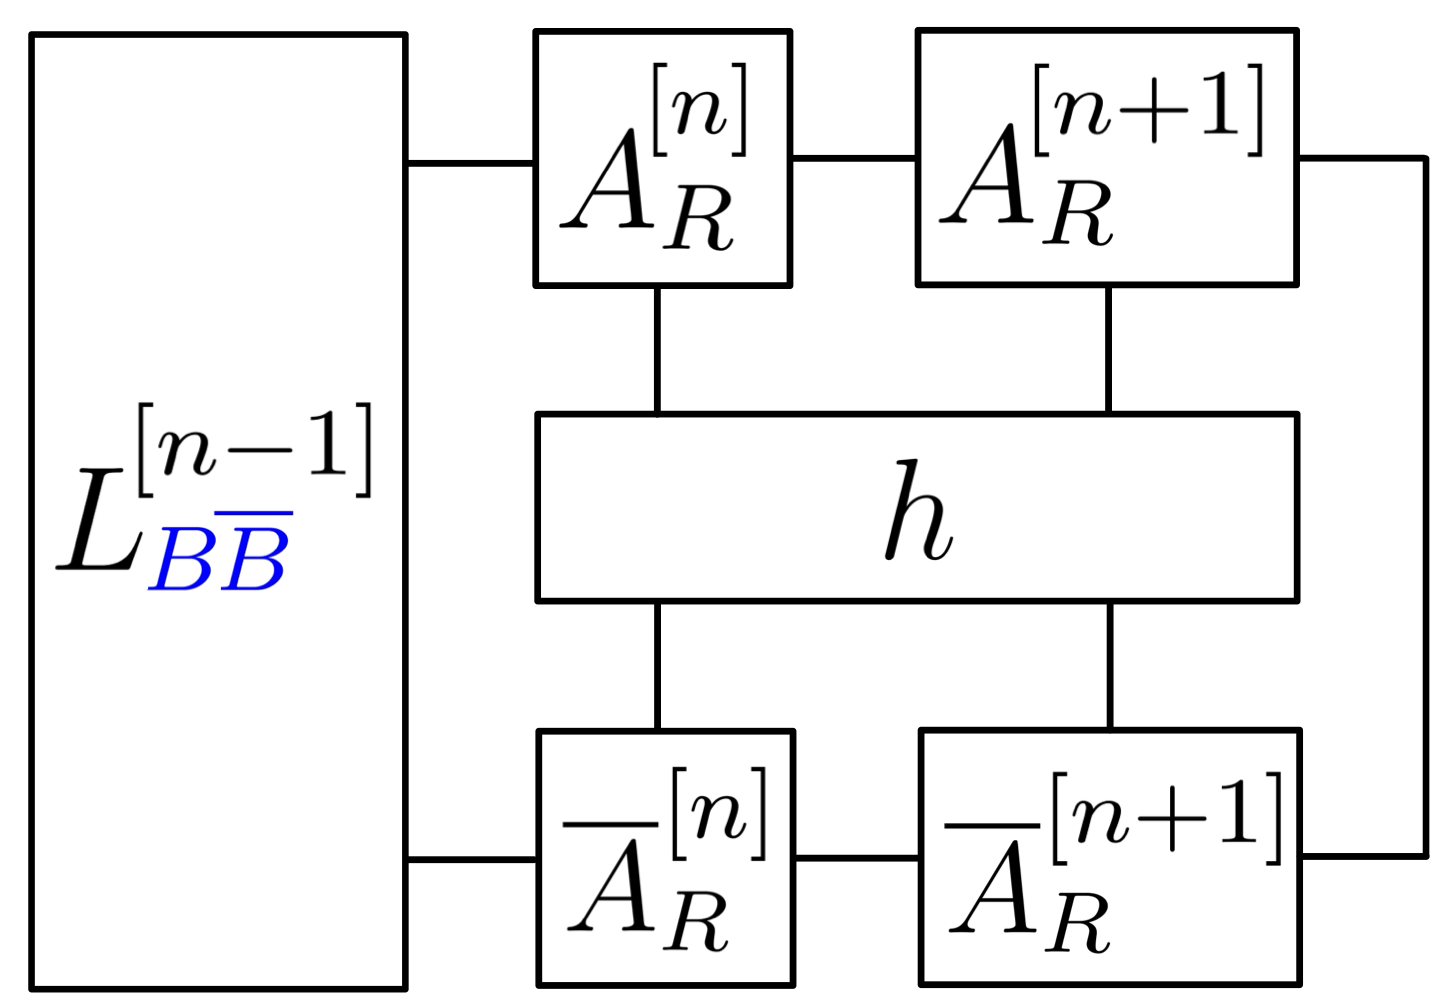 $A_R^{[n]}$ $A_R^{[n+1]}$
$L_{B\overline{B}}^{[n-1]}$ $h$
$\overline{A}_R^{[n]}$ $\overline{A}_R^{[n+1]}$